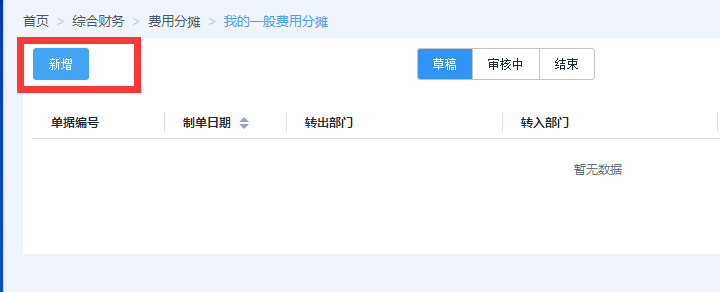 首页 > 综合财务 > 费用分摊 > 我的一般费用分摊
新增 草稿 审核中 结束
单据编号 制单日期 转出部门 转入部门
暂无数据